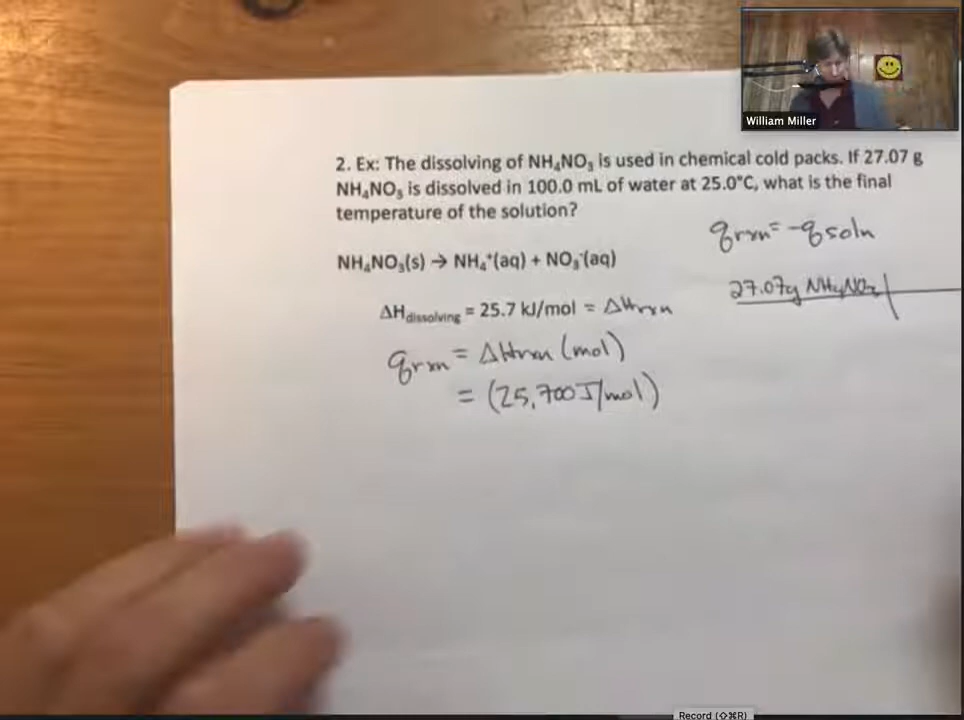 William Miller
2. Ex: The dissolving of NH₄NO₃ is used in chemical cold packs. If 27.07 g
NH₄NO₃ is dissolved in 100.0 mL of water at 25.0°C, what is the final
temperature of the solution?
qrxn = -qsoln
NH₄NO₃(s) → NH₄⁺(aq) + NO₃⁻(aq)
27.07g NH₄NO₃
ΔHdissolving = 25.7 kJ/mol = ΔHrxn
qrxn = ΔHrxn (mol)
= (25,700 J/mol)
Record (⇧⌘R)